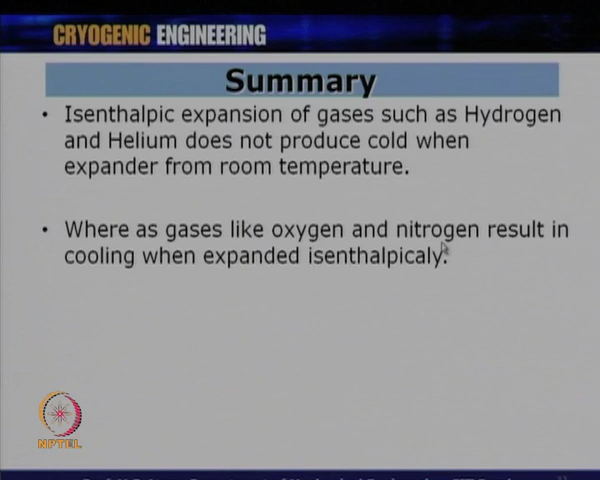 CRYOGENIC ENGINEERING
Summary
• Isenthalpic expansion of gases such as Hydrogen
and Helium does not produce cold when
expander from room temperature.
• Where as gases like oxygen and nitrogen result in
cooling when expanded isenthalpicaly.
NPTEL